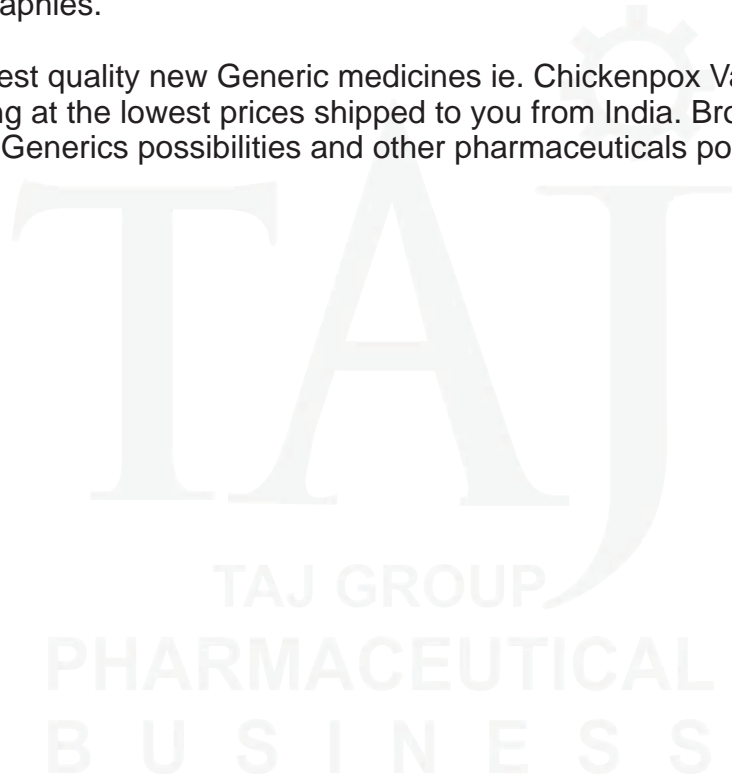 aphies.
est quality new Generic medicines ie. Chickenpox Va
ng at the lowest prices shipped to you from India. Bro
Generics possibilities and other pharmaceuticals po
TAJ
TAJ GROUP
PHARMACEUTICAL
BUSINESS